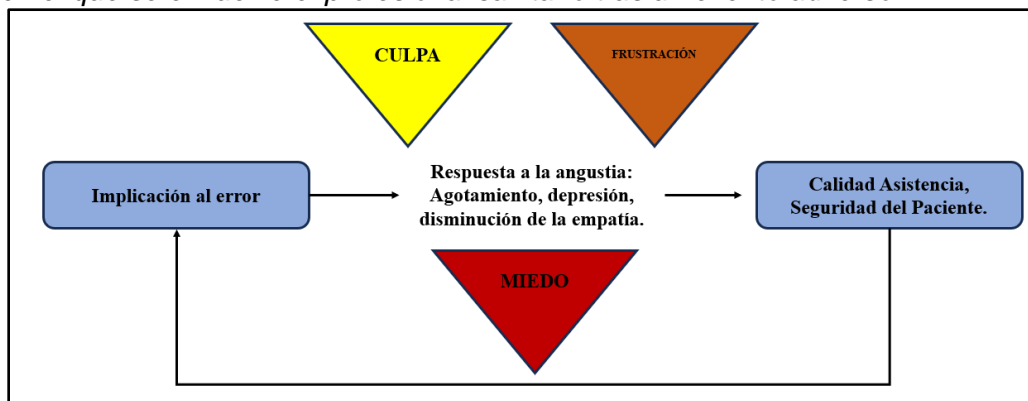 CULPA
FRUSTRACIÓN
Implicación al error
Respuesta a la angustia:
Agotamiento, depresión,
disminución de la empatía.
Calidad Asistencia,
Seguridad del Paciente.
MIEDO